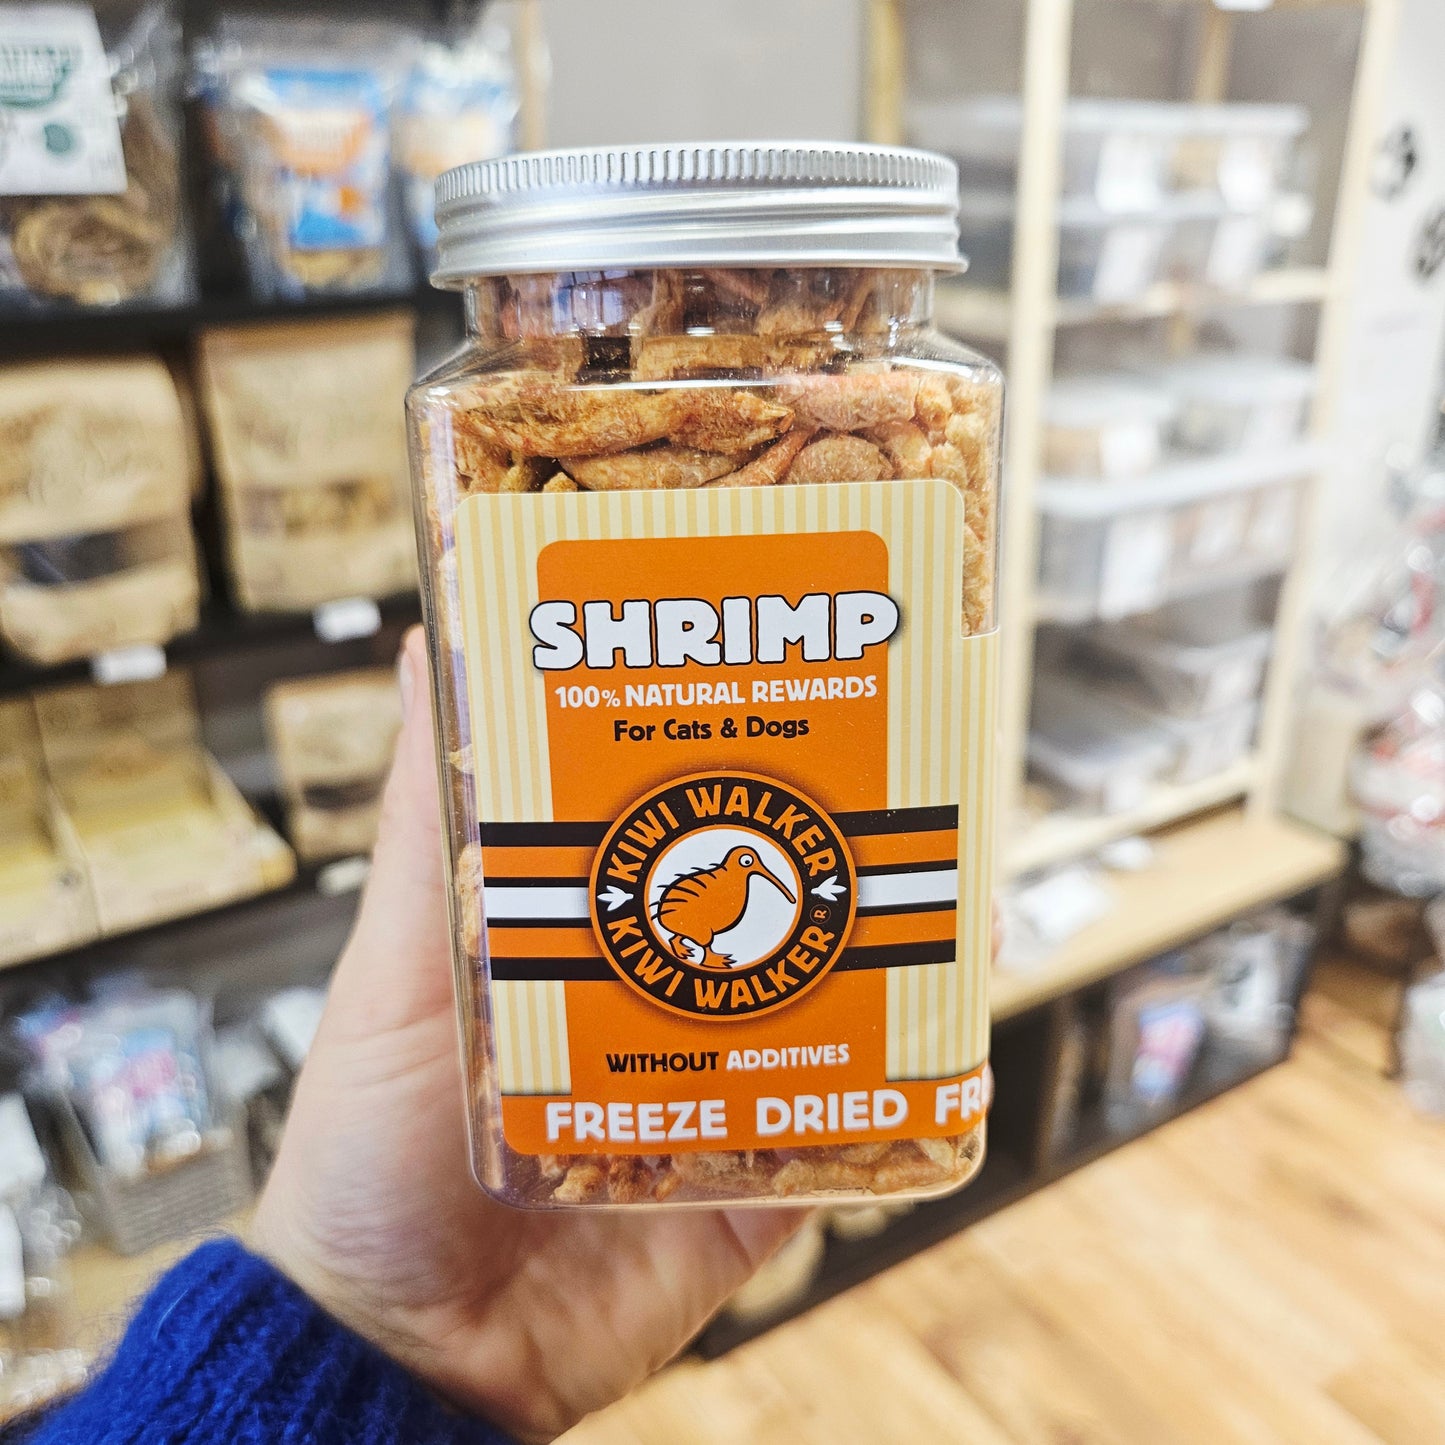 SHRIMP
100% NATURAL REWARDS
For Cats & Dogs
KIWI WALKER
KIWI WALKER ®
WITHOUT ADDITIVES
FREEZE DRIED FR